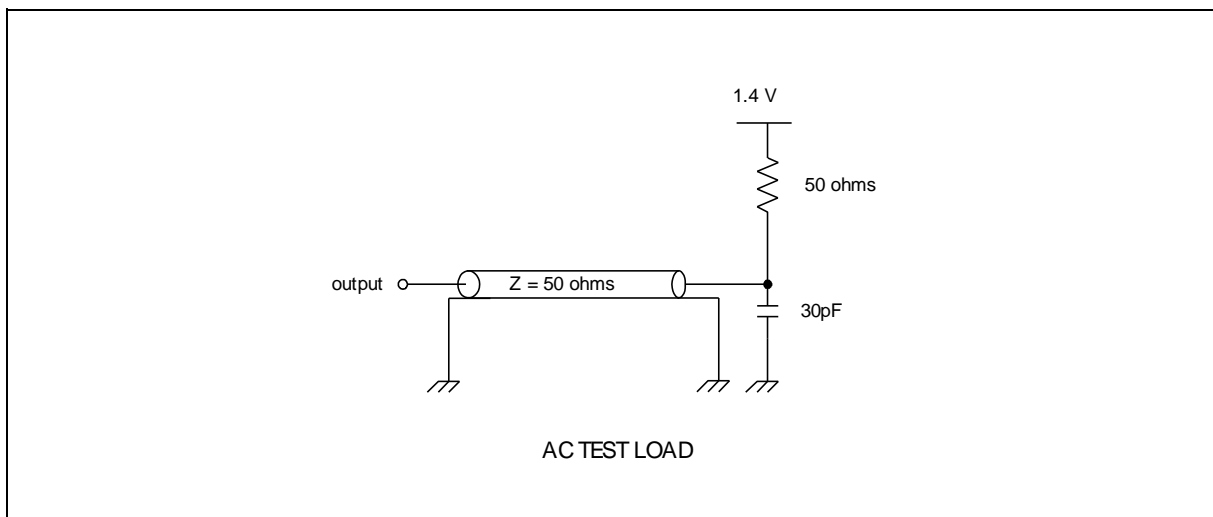 1.4 V
50 ohms
output
Z = 50 ohms
30pF
AC TEST LOAD